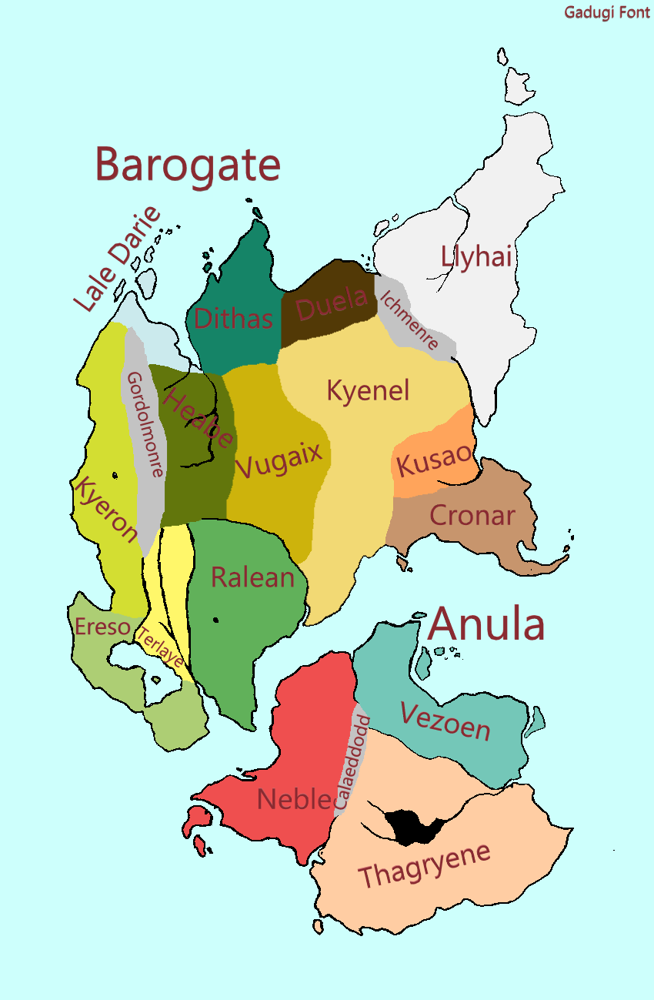 Gadugi Font
Barogate
Lale Darie
Llyhai
Dithas
Duela
Ichmenre
Kyenel
Gordolmonre
Heabe
Vugaix
Kusao
Kyeron
Cronar
Ralean
Ereso
Terlaye
Anula
Vezoen
Calaeddodd
Neble
Thagryene